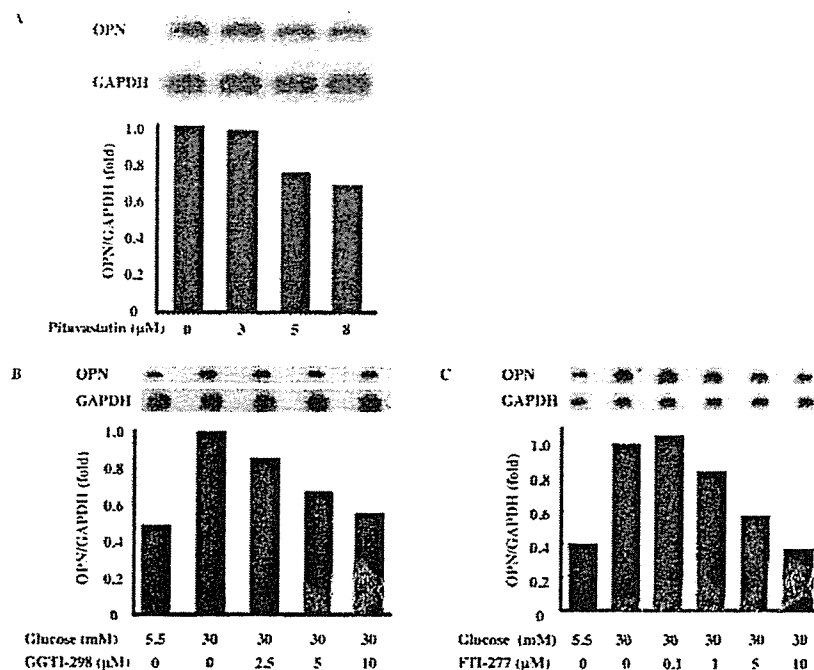 A
OPN
GAPDH
OPN/GAPDH (fold)
1.0
0.8
0.6
0.4
0.2
0
Pitavastatin (µM) 0 3 5 8
B
OPN
GAPDH
OPN/GAPDH (fold)
1.0
0.8
0.6
0.4
0.2
0
Glucose (mM) 5.5 30 30 30 30
GGTI-298 (µM) 0 0 2.5 5 10
C
OPN
GAPDH
OPN/GAPDH (fold)
1.0
0.8
0.6
0.4
0.2
0
Glucose (mM) 5.5 30 30 30 30 30
FTI-277 (µM) 0 0 0.1 1 5 10